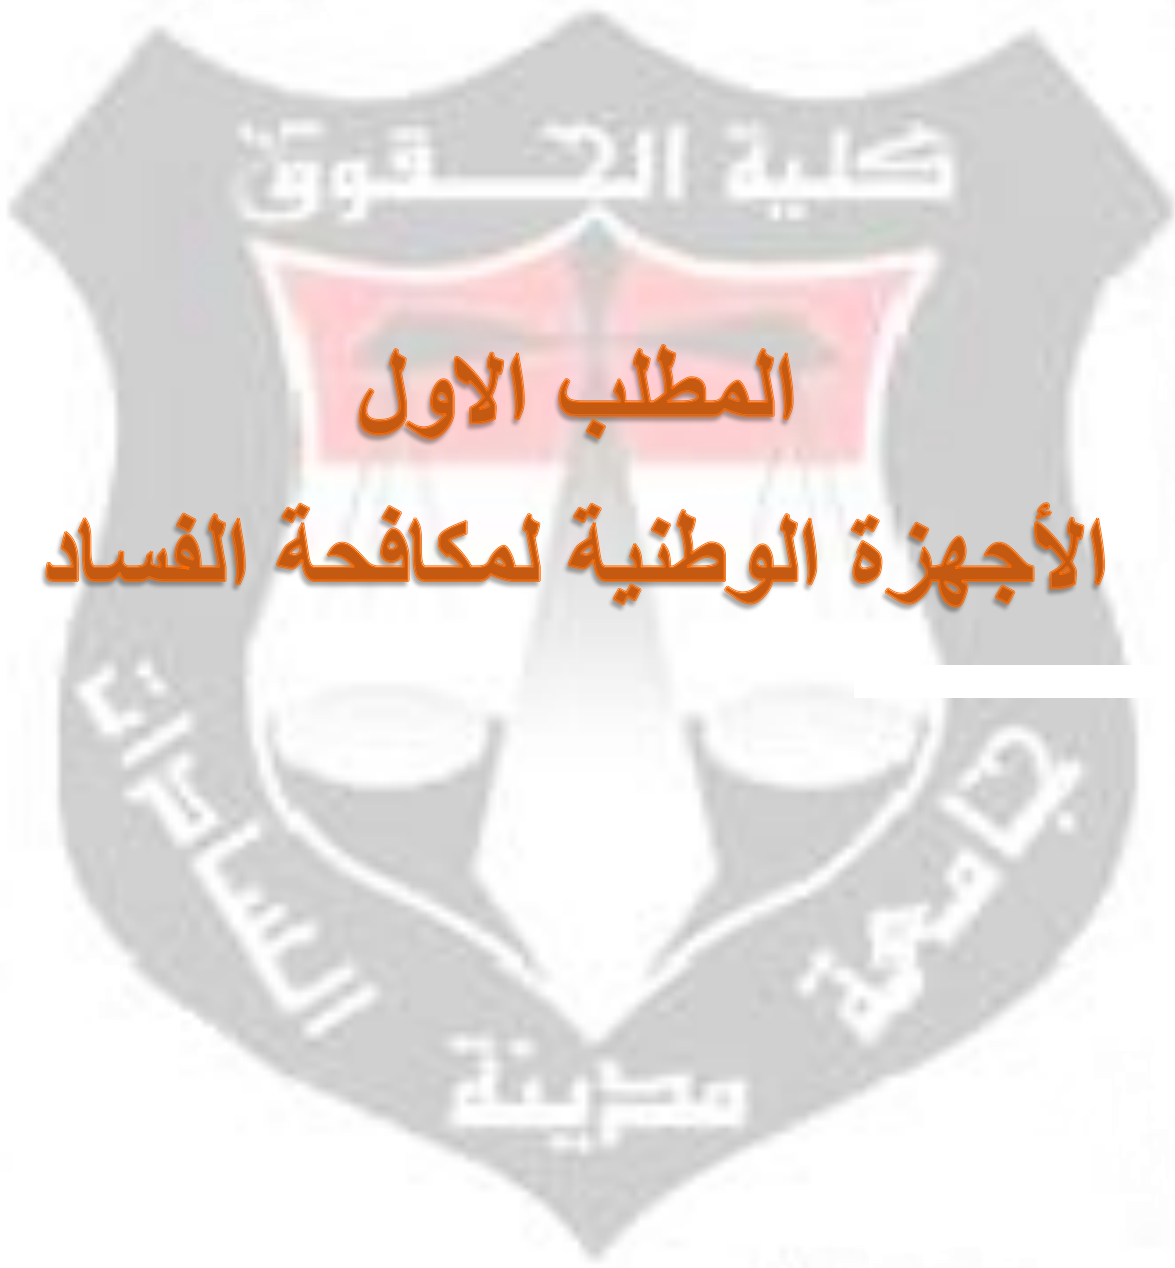 كلية الحقوق
المطلب الاول
الأجهزة الوطنية لمكافحة الفساد
جامعة
مدينة
السادات